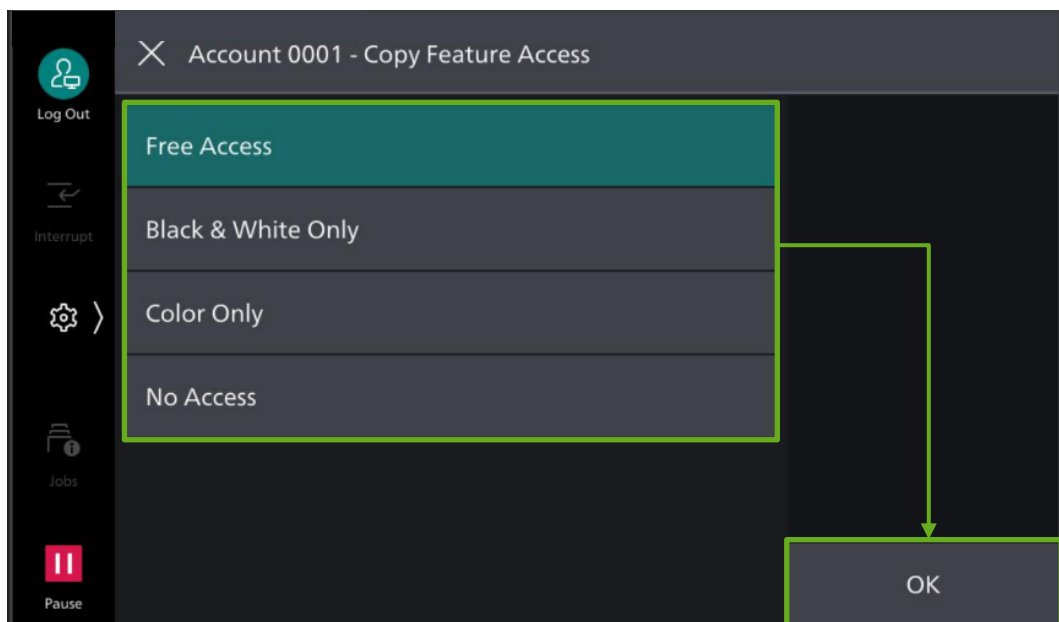 Account 0001 - Copy Feature Access
Log Out
Free Access
Interrupt
Black & White Only
Color Only
No Access
Jobs
Pause
OK